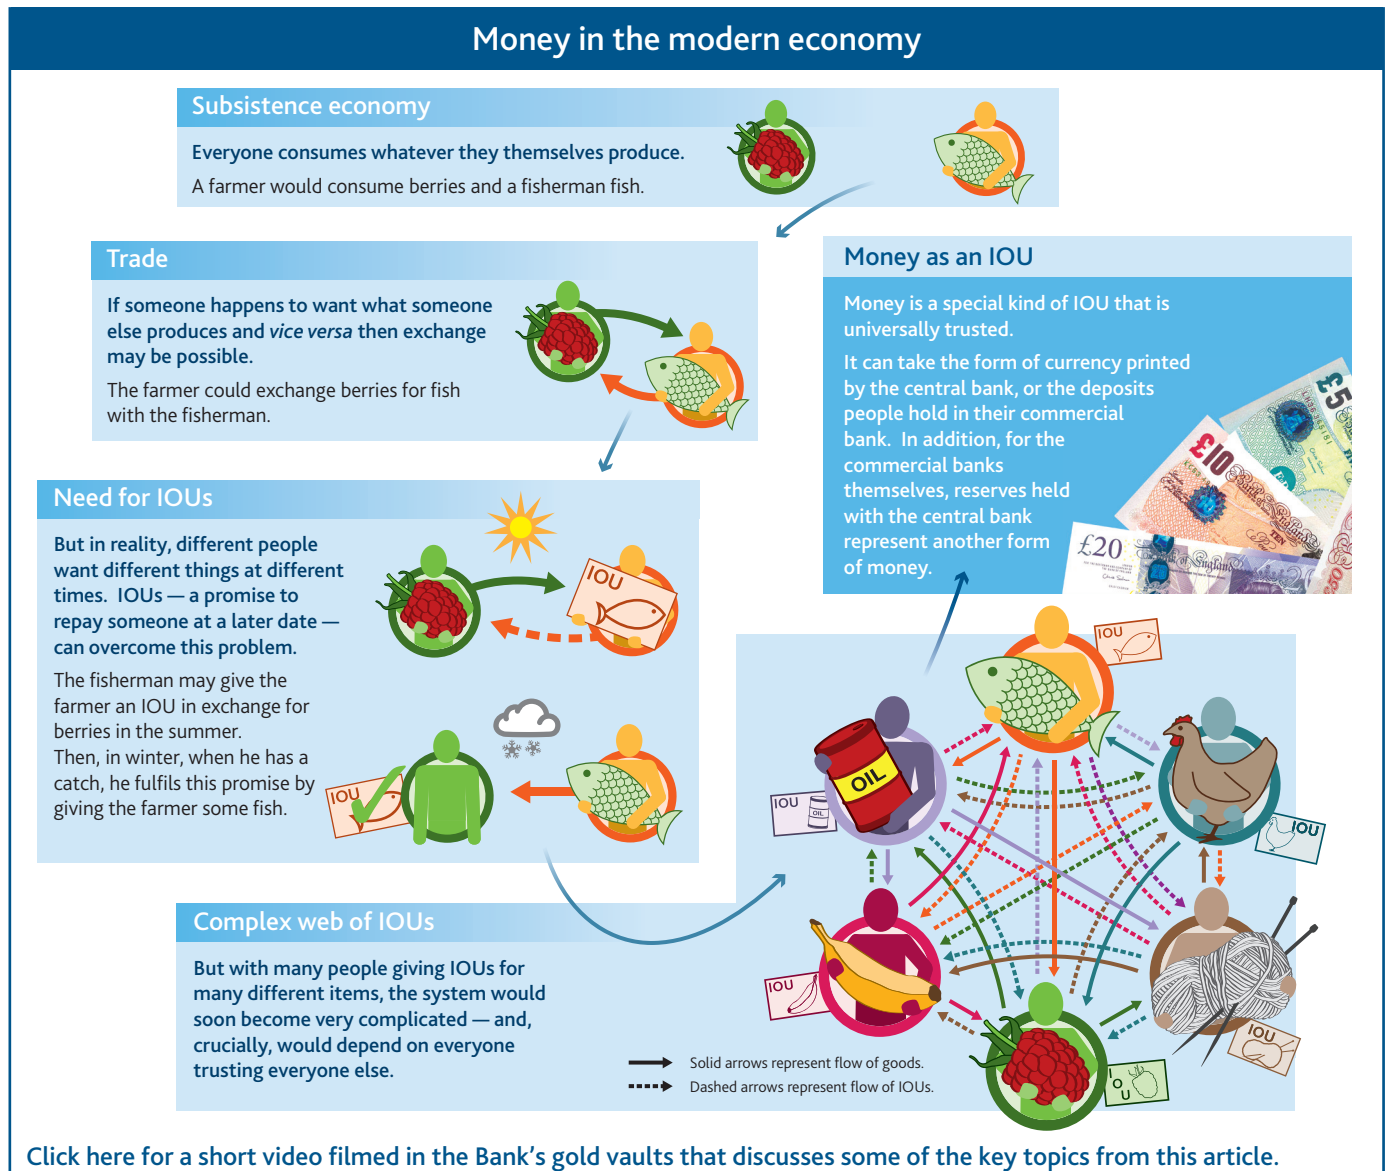 Money in the modern economy
Subsistence economy
Everyone consumes whatever they themselves produce.
A farmer would consume berries and a fisherman fish.
Trade
If someone happens to want what someone
else produces and vice versa then exchange
may be possible.
The farmer could exchange berries for fish
with the fisherman.
Need for IOUs
But in reality, different people
want different things at different
times.  IOUs — a promise to
repay someone at a later date —
can overcome this problem.
The fisherman may give the
farmer an IOU in exchange for
berries in the summer.
Then, in winter, when he has a
catch, he fulfils this promise by
giving the farmer some fish.
IOU
IOU
Money as an IOU
Money is a special kind of IOU that is
universally trusted.
It can take the form of currency printed
by the central bank, or the deposits
people hold in their commercial
bank.  In addition, for the
commercial banks
themselves, reserves held
with the central bank
represent another form
of money.
£5
£10
Bank of England
TEN
£20
Bank of England
£50
Complex web of IOUs
But with many people giving IOUs for
many different items, the system would
soon become very complicated — and,
crucially, would depend on everyone
trusting everyone else.
IOU
OIL
IOU
OIL
IOU
IOU
IOU
IOU
Solid arrows represent flow of goods.
Dashed arrows represent flow of IOUs.
Click here for a short video filmed in the Bank's gold vaults that discusses some of the key topics from this article.